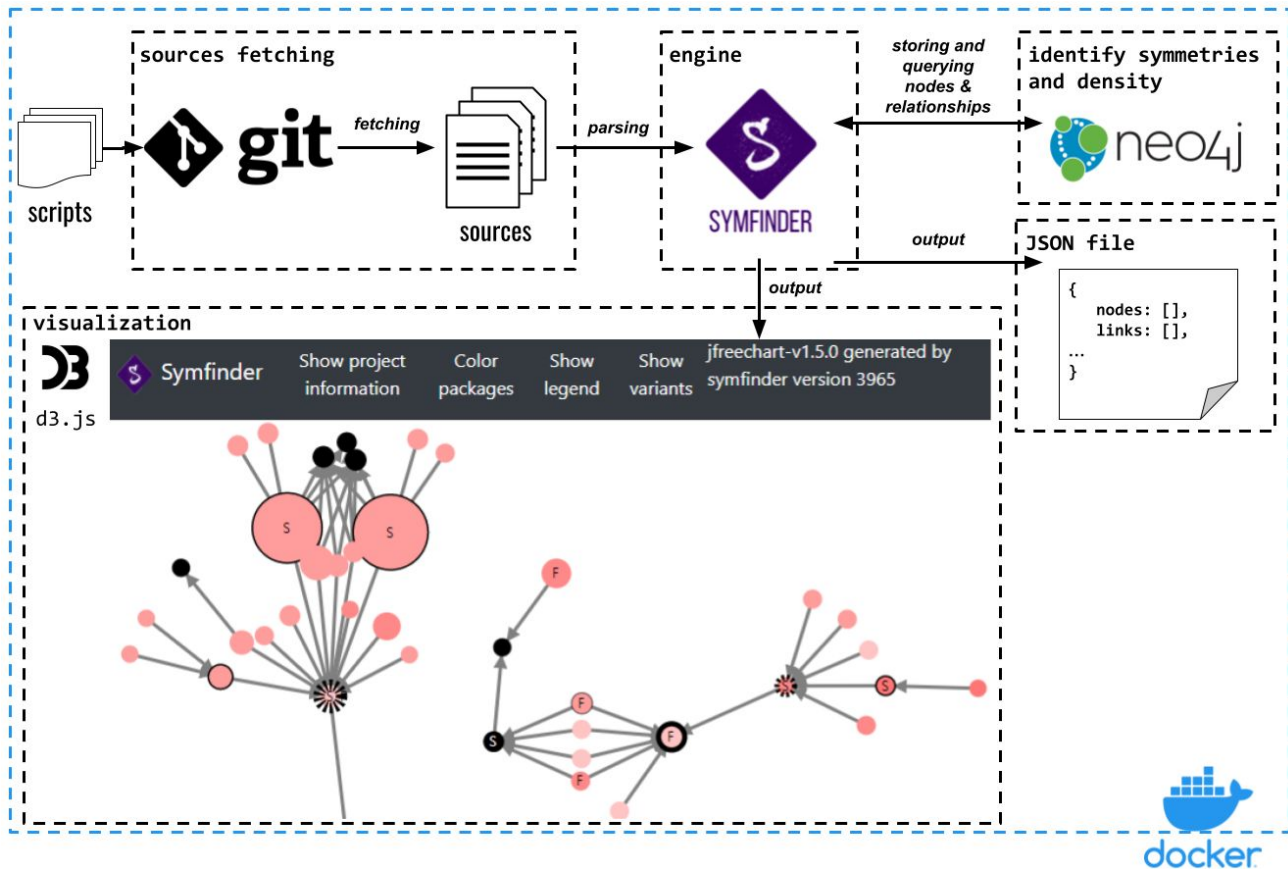 scripts
sources fetching
git
fetching
sources
parsing
engine
SYMFINDER
storing and
querying
nodes &
relationships
identify symmetries
and density
neo4j
output
JSON file
{
nodes: [],
links: [],
...
}
output
visualization
D3
d3.js
Symfinder
Show project
information
Color
packages
Show
legend
Show
variants
jfreechart-v1.5.0 generated by
symfinder version 3965
S
S
F
S
F
S
S
S
F
F
docker